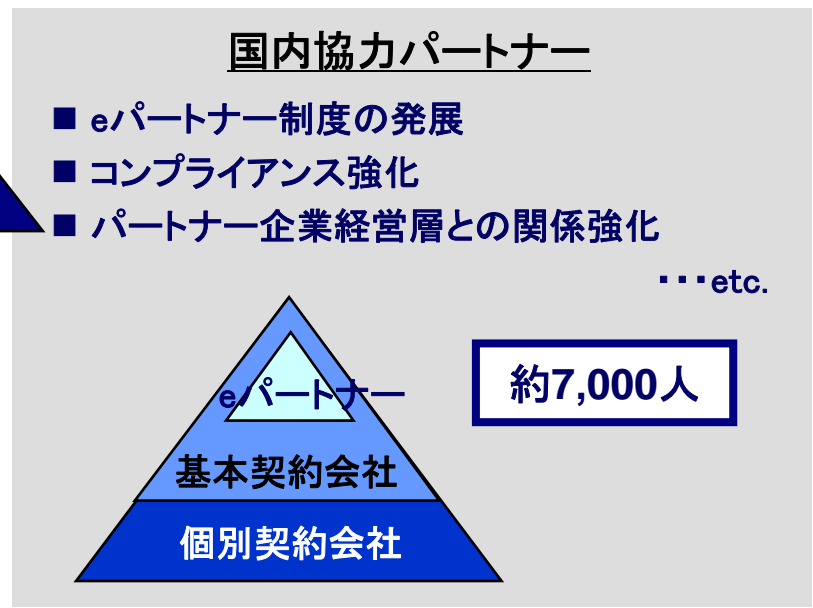 国内協力パートナー
■ eパートナー制度の発展
■ コンプライアンス強化
■ パートナー企業経営層との関係強化
・・・etc.
eパートナー
約7,000人
基本契約会社
個別契約会社